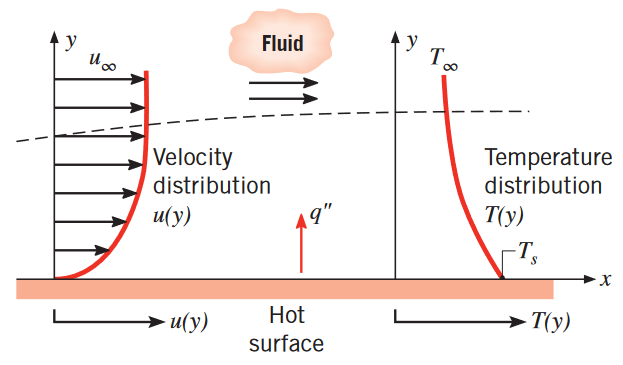 y
u∞
Fluid
y
T∞
Velocity
distribution
u(y)
q"
Temperature
distribution
T(y)
Ts
x
u(y)
Hot
surface
T(y)